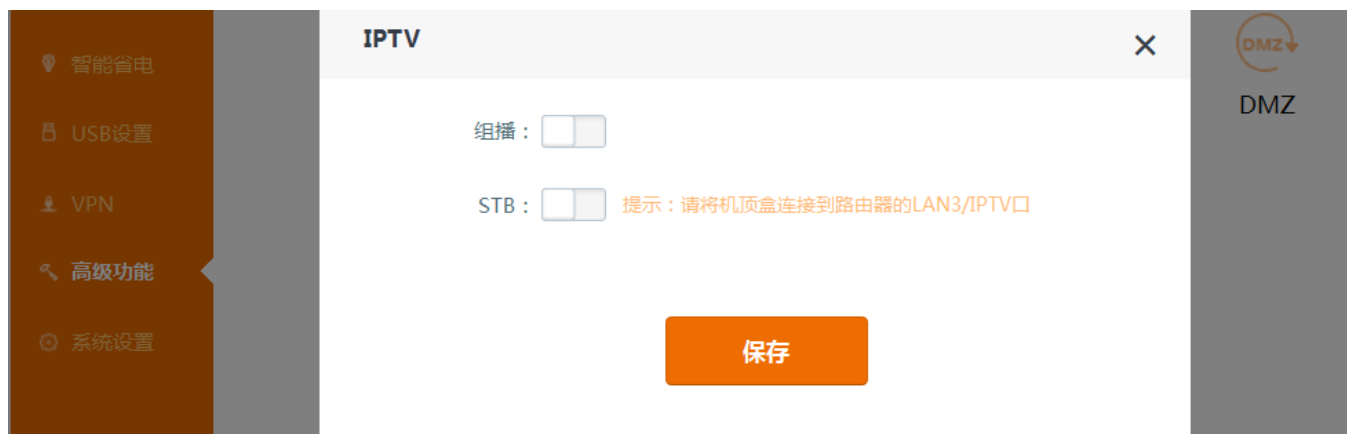 智能省电
USB设置
VPN
高级功能
系统设置
IPTV
组播：
STB： 提示：请将机顶盒连接到路由器的LAN3/IPTV口
保存
DMZ
DMZ